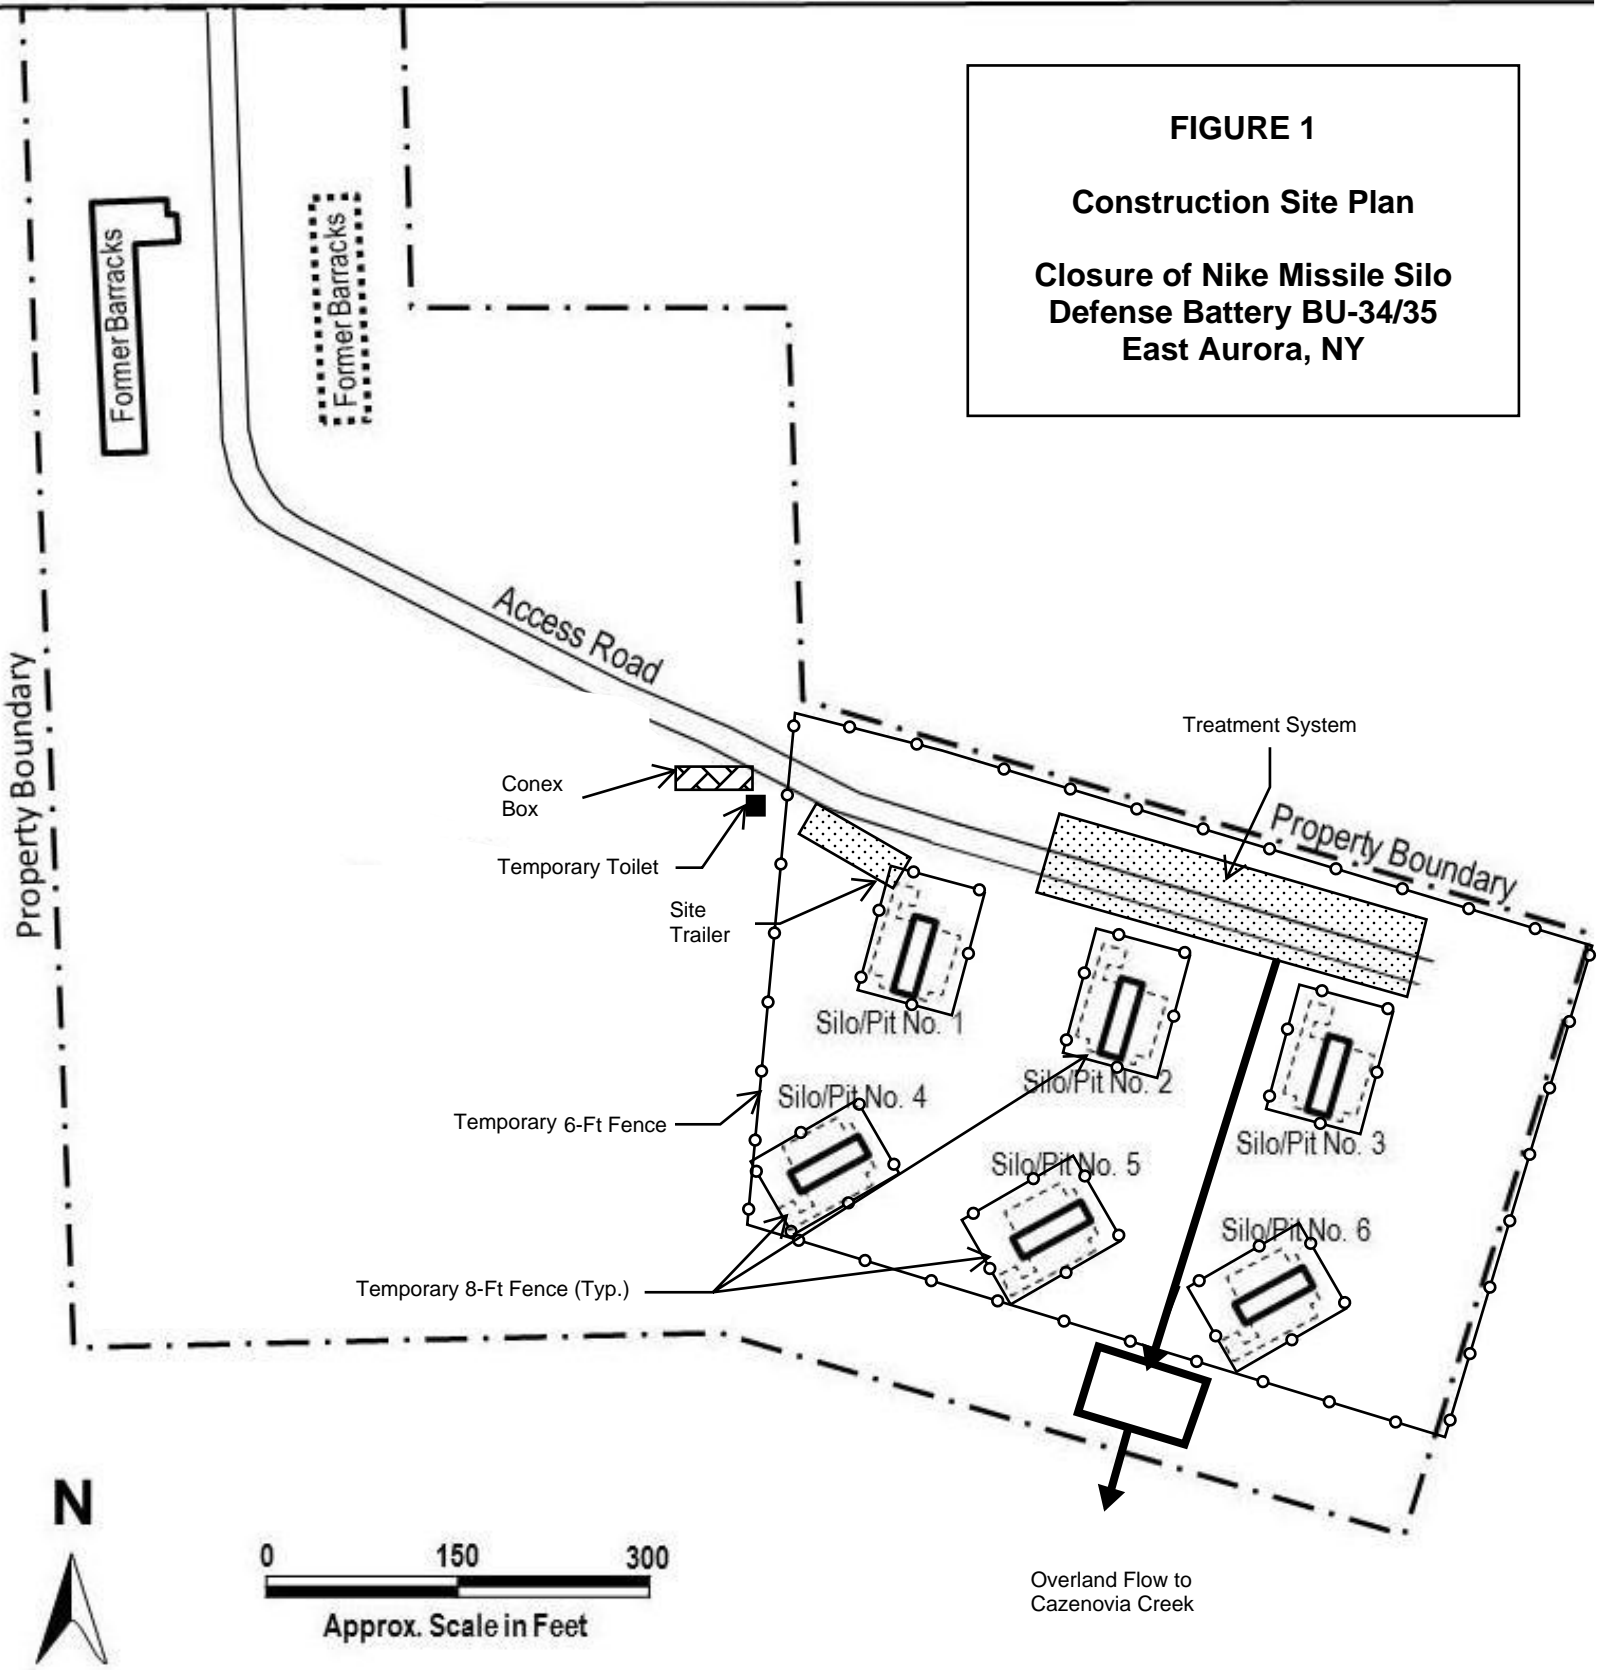 FIGURE 1
Construction Site Plan
Closure of Nike Missile Silo
Defense Battery BU-34/35
East Aurora, NY
Former Barracks
Former Barracks
Access Road
Property Boundary
Treatment System
Property Boundary
Conex
Box
Temporary Toilet
Site
Trailer
Silo/Pit No. 1
Silo/Pit No. 2
Silo/Pit No. 3
Silo/Pit No. 4
Temporary 6-Ft Fence
Silo/Pit No. 5
Silo/Pit No. 6
Temporary 8-Ft Fence (Typ.)
N
0 150 300
Approx. Scale in Feet
Overland Flow to
Cazenovia Creek